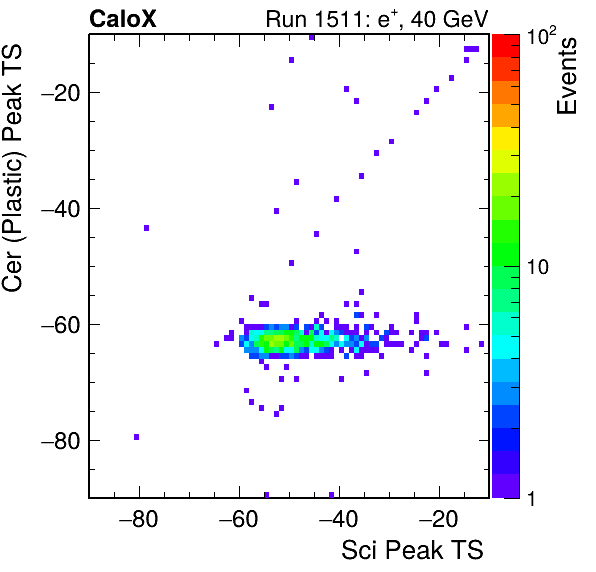 CaloX Run 1511: e⁺, 40 GeV
Cer (Plastic) Peak TS
−20
−40
−60
−80
−80 −60 −40 −20
Sci Peak TS
10²
10
1
Events